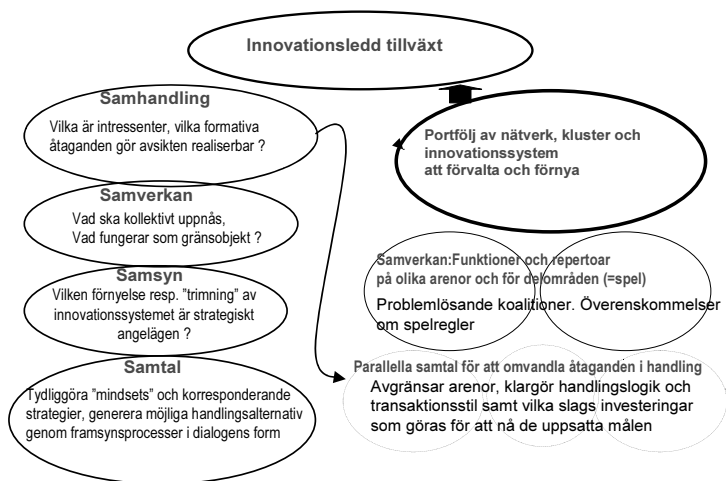 Innovationsledd tillväxt
Samhandling
Vilka är intressenter, vilka formativa
åtaganden gör avsikten realiserbar ?
Samverkan
Vad ska kollektivt uppnås,
Vad fungerar som gränsobjekt ?
Samsyn
Vilken förnyelse resp. ”trimning” av
innovationssystemet är strategiskt
angelägen ?
Samtal
Tydliggöra ”mindsets” och korresponderande
strategier, generera möjliga handlingsalternativ
genom framsynsprocesser i dialogens form
Portfölj av nätverk, kluster och
innovationssystem
att förvalta och förnya
Samverkan:Funktioner och repertoar
på olika arenor och för delområden (=spel)
Problemlösande koalitioner. Överenskommelser
om spelregler
Parallella samtal för att omvandla åtaganden i handling
Avgränsar arenor, klargör handlingslogik och
transaktionsstil samt vilka slags investeringar
som göras för att nå de uppsatta målen